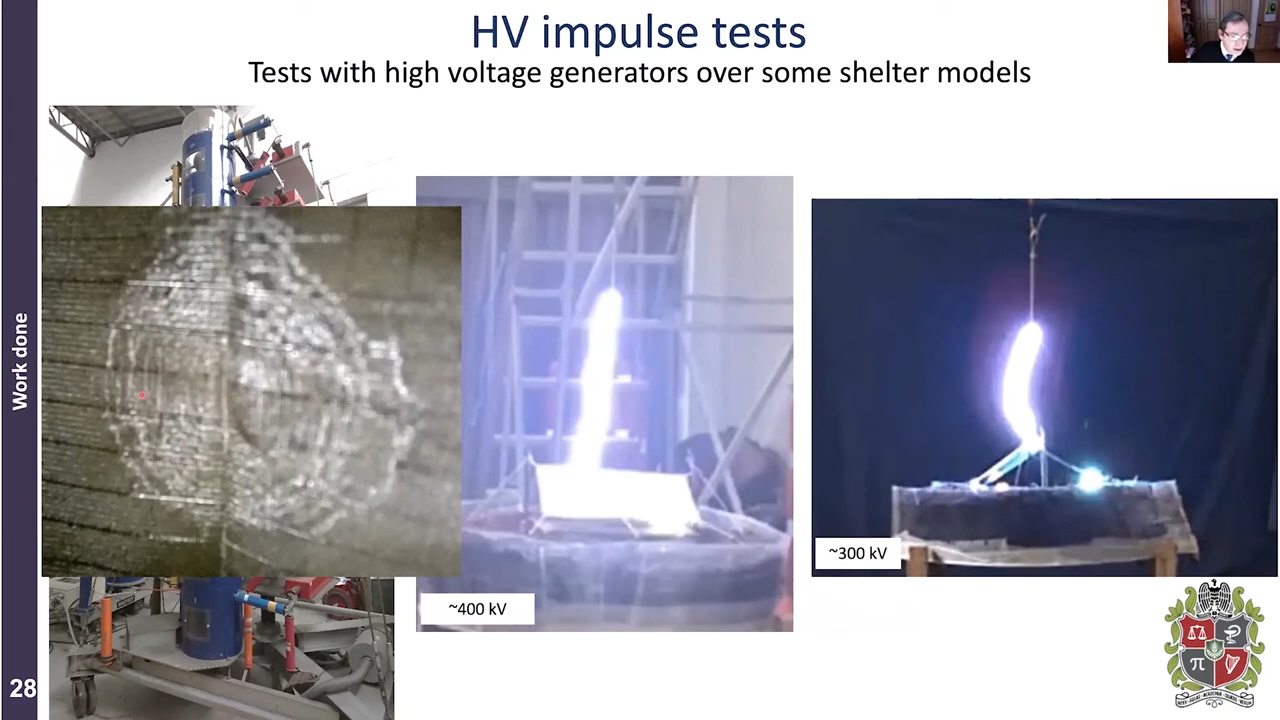 HV impulse tests
Tests with high voltage generators over some shelter models
Work done
~400 kV
~300 kV
π
28